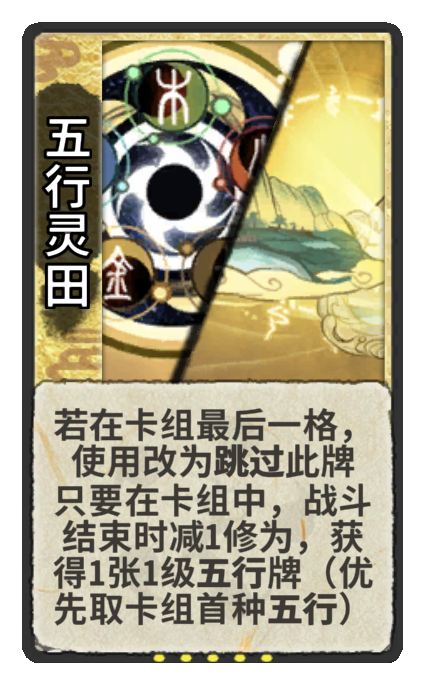 五行灵田
木
金
若在卡组最后一格，
使用改为跳过此牌
只要在卡组中，战斗
结束时减1修为，获
得1张1级五行牌（优
先取卡组首种五行）